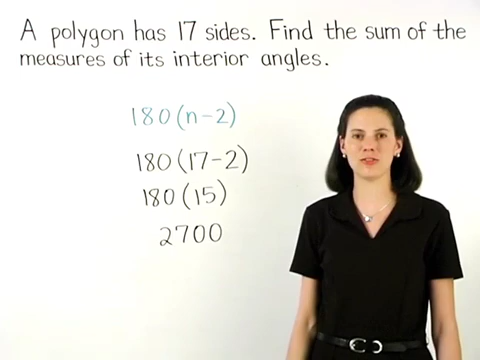 A polygon has 17 sides. Find the sum of the
measures of its interior angles.
180(n-2)
180(17-2)
180(15)
2700